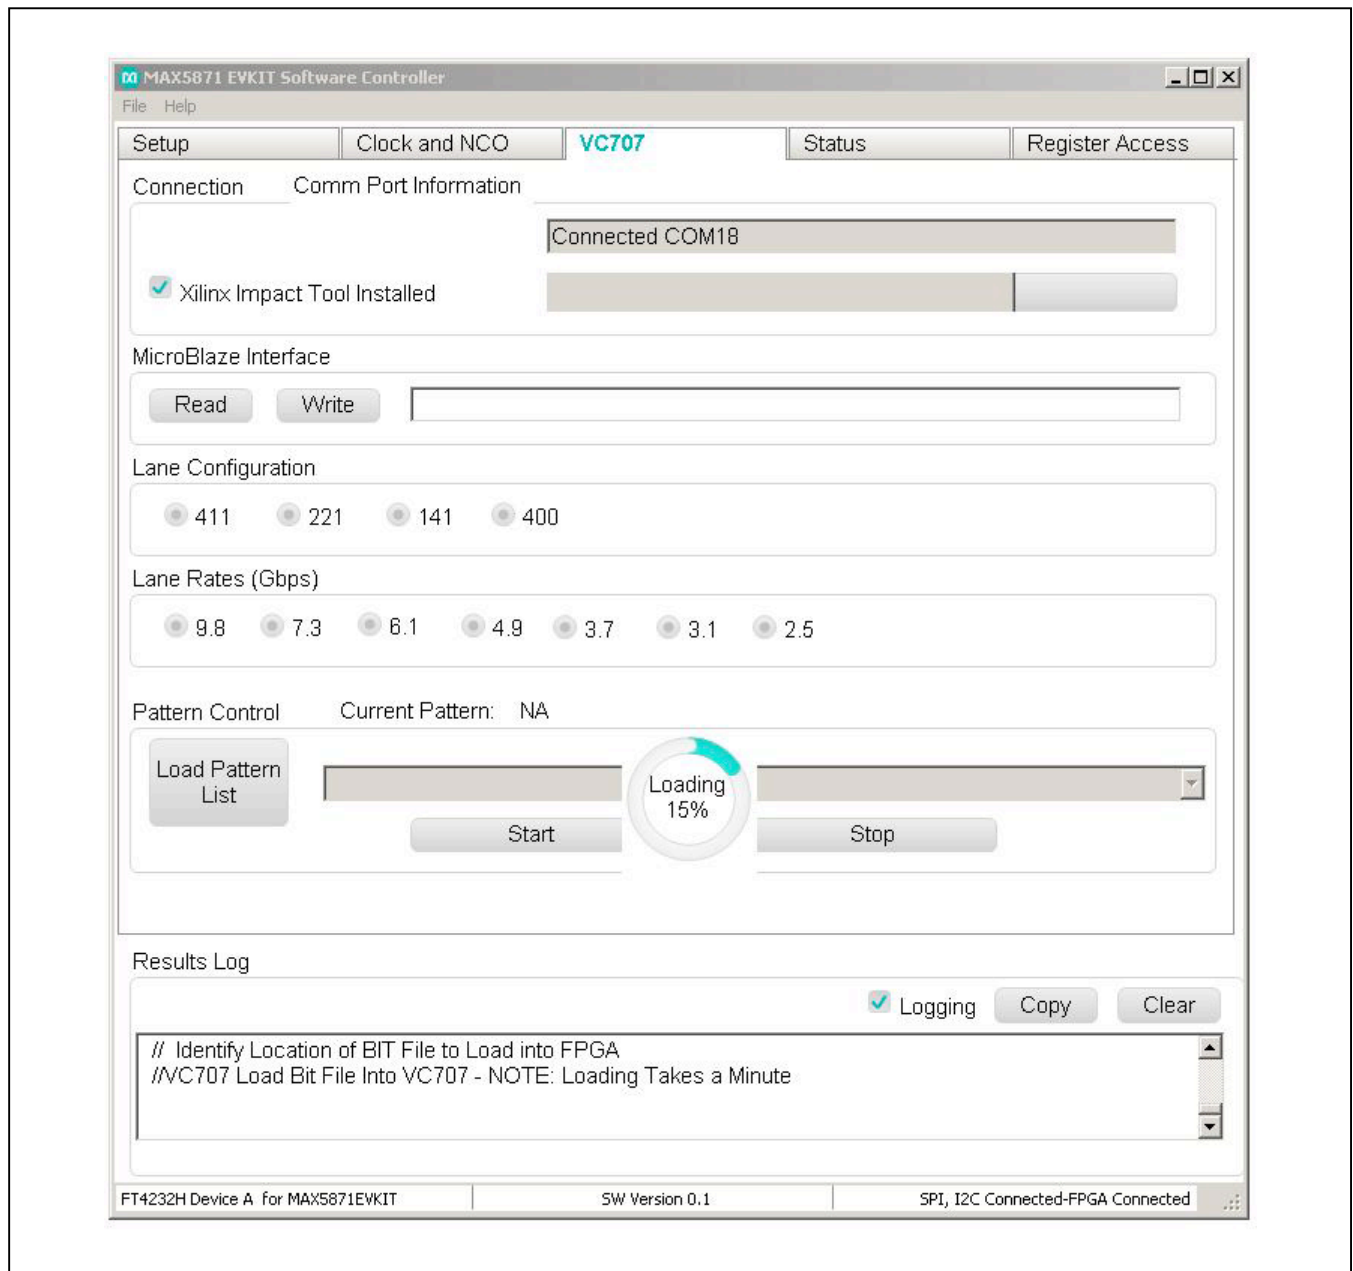 MAX5871 EVKIT Software Controller
File Help
Setup Clock and NCO VC707 Status Register Access
Connection Comm Port Information
Connected COM18
Xilinx Impact Tool Installed
MicroBlaze Interface
Read Write
Lane Configuration
411 221 141 400
Lane Rates (Gbps)
9.8 7.3 6.1 4.9 3.7 3.1 2.5
Pattern Control Current Pattern: NA
Load Pattern
List
Loading
15%
Start Stop
Results Log
Logging Copy Clear
// Identify Location of BIT File to Load into FPGA
//VC707 Load Bit File Into VC707 - NOTE: Loading Takes a Minute
FT4232H Device A for MAX5871EVKIT SW Version 0.1 SPI, I2C Connected-FPGA Connected